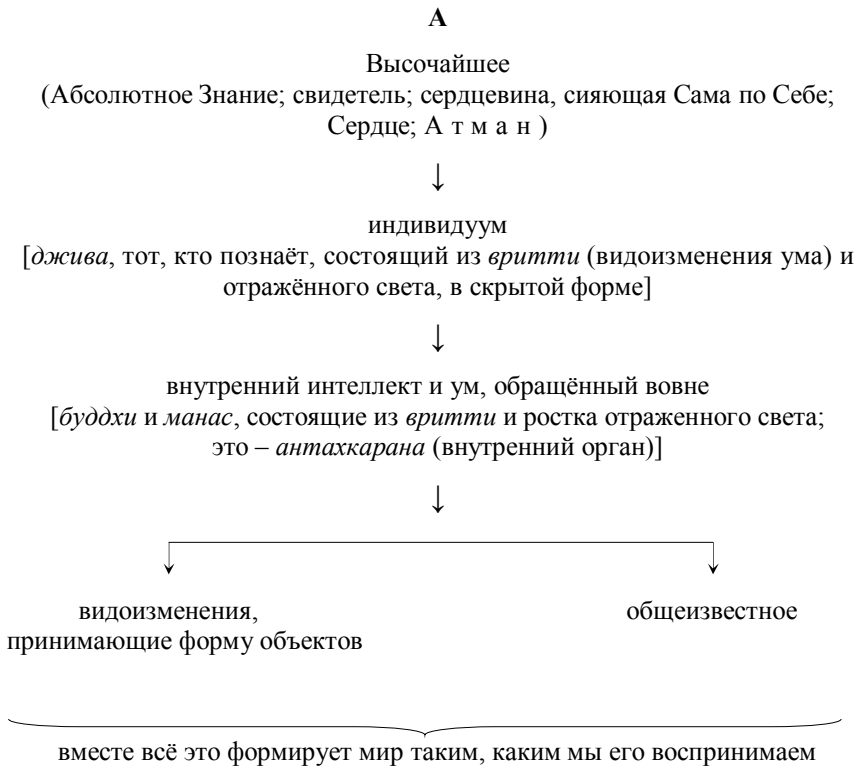 А
Высочайшее
(Абсолютное Знание; свидетель; сердцевина, сияющая Сама по Себе;
Сердце; А т м а н )
индивидуум
[джива, тот, кто познаёт, состоящий из вритти (видоизменения ума) и
отражённого света, в скрытой форме]
внутренний интеллект и ум, обращённый вовне
[буддхи и манас, состоящие из вритти и ростка отраженного света;
это – антахкарана (внутренний орган)]
видоизменения,
принимающие форму объектов
общеизвестное
вместе всё это формирует мир таким, каким мы его воспринимаем